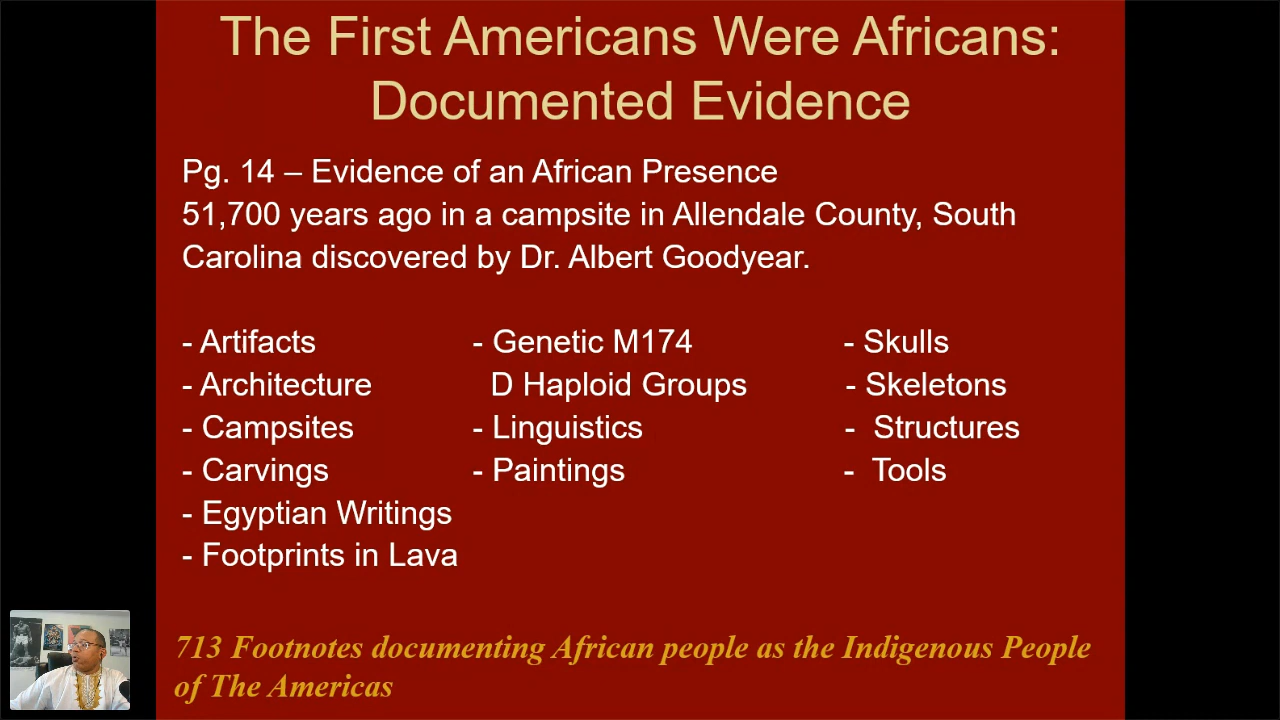 The First Americans Were Africans:
Documented Evidence
Pg. 14 – Evidence of an African Presence
51,700 years ago in a campsite in Allendale County, South
Carolina discovered by Dr. Albert Goodyear.
- Artifacts - Genetic M174 - Skulls
- Architecture D Haploid Groups - Skeletons
- Campsites - Linguistics - Structures
- Carvings - Paintings - Tools
- Egyptian Writings
- Footprints in Lava
713 Footnotes documenting African people as the Indigenous People
of The Americas